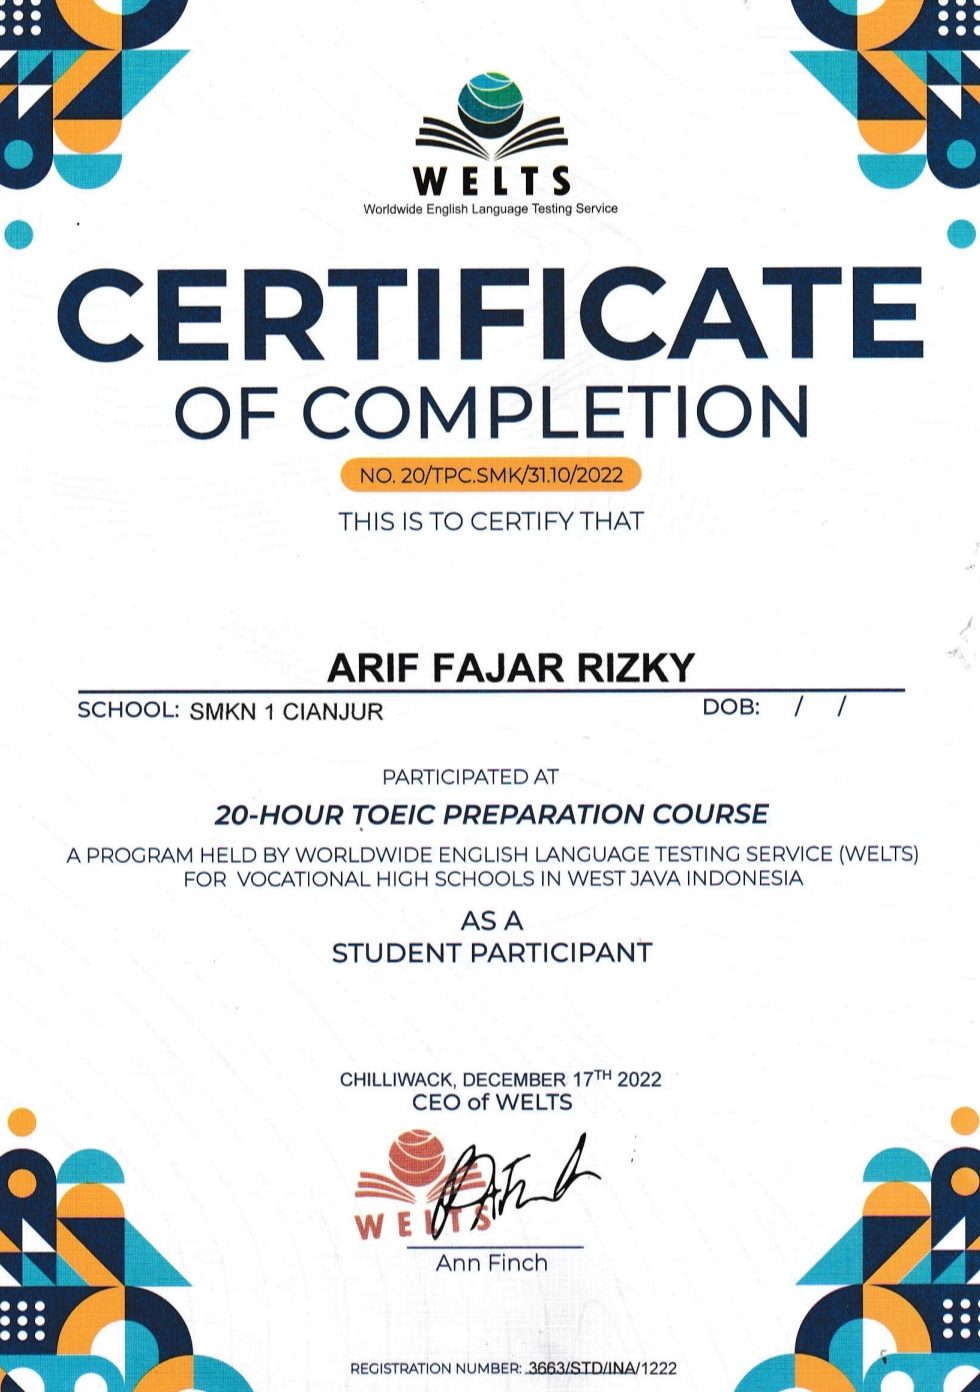 WELTS
Worldwide English Language Testing Service
CERTIFICATE
OF COMPLETION
NO. 20/TPC.SMK/31.10/2022
THIS IS TO CERTIFY THAT
ARIF FAJAR RIZKY
SCHOOL: SMKN 1 CIANJUR DOB: / /
PARTICIPATED AT
20-HOUR TOEIC PREPARATION COURSE
A PROGRAM HELD BY WORLDWIDE ENGLISH LANGUAGE TESTING SERVICE (WELTS)
FOR VOCATIONAL HIGH SCHOOLS IN WEST JAVA INDONESIA
AS A
STUDENT PARTICIPANT
CHILLIWACK, DECEMBER 17TH 2022
CEO of WELTS
WELTS
Ann Finch
REGISTRATION NUMBER: 3663/STD/INA/1222